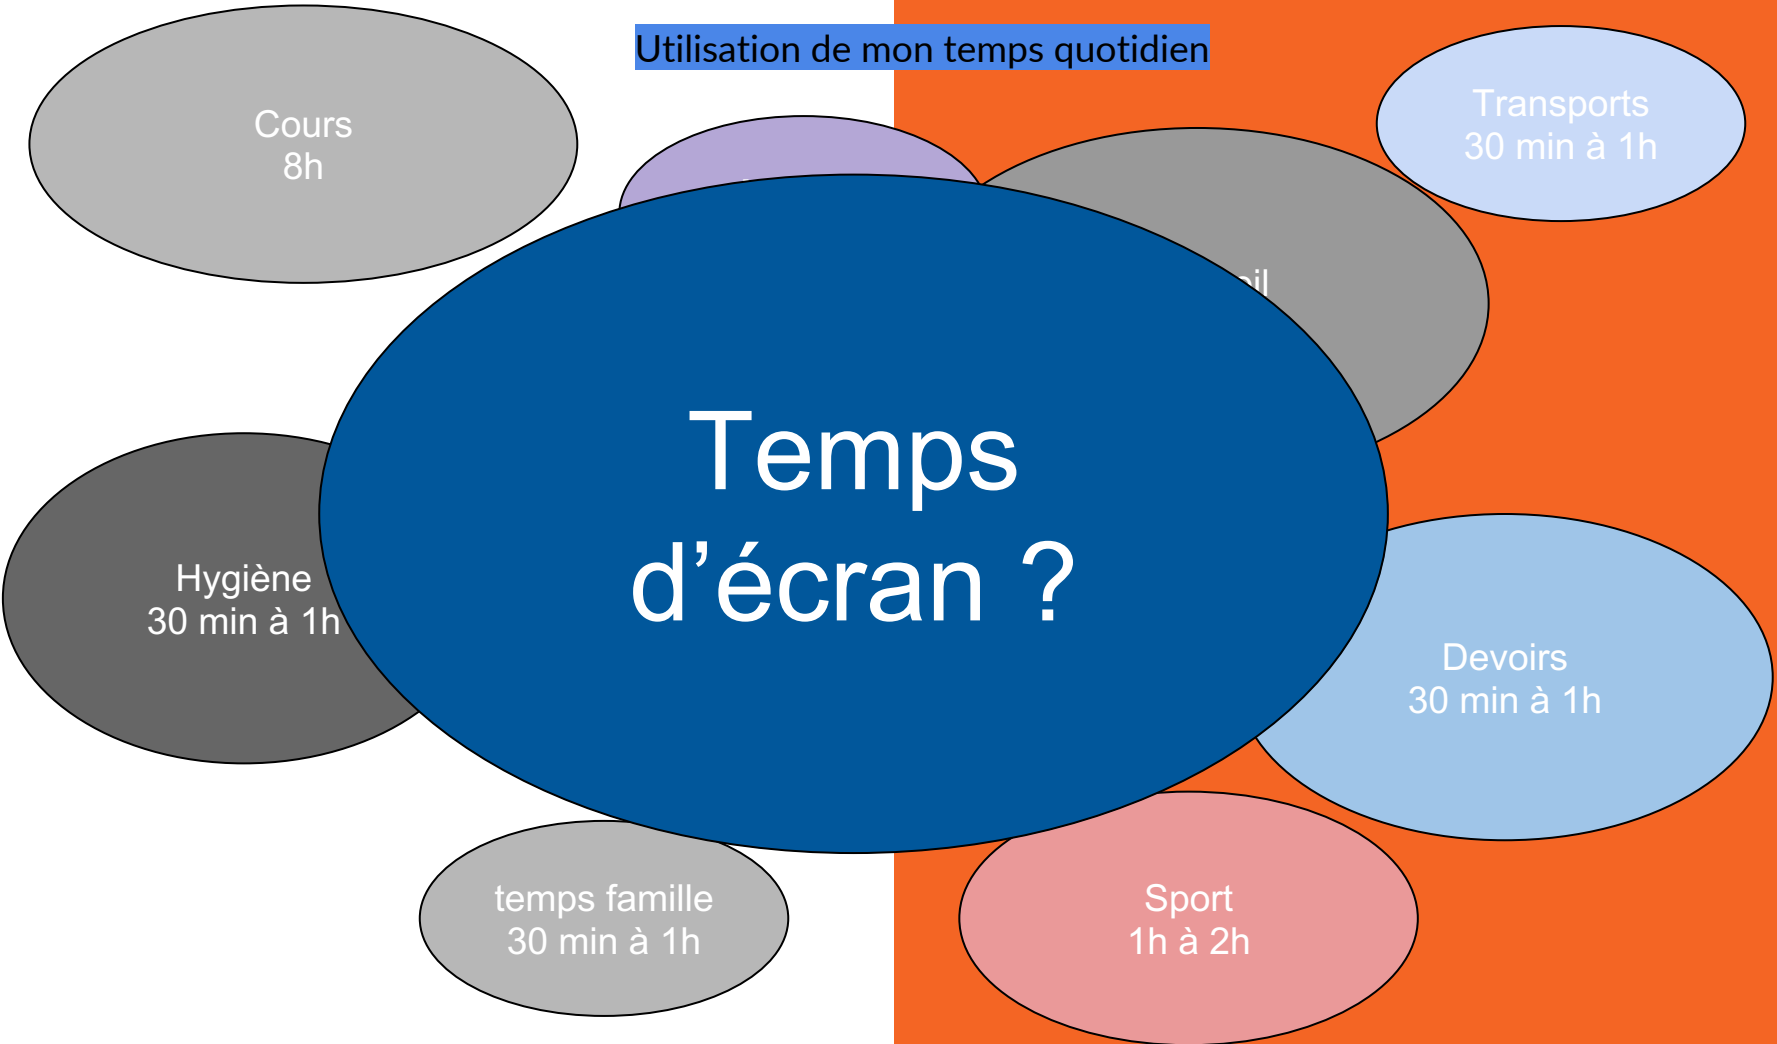 Utilisation de mon temps quotidien
Cours
8h
Transports
30 min à 1h
Temps
d’écran ?
Hygiène
30 min à 1h
Devoirs
30 min à 1h
temps famille
30 min à 1h
Sport
1h à 2h